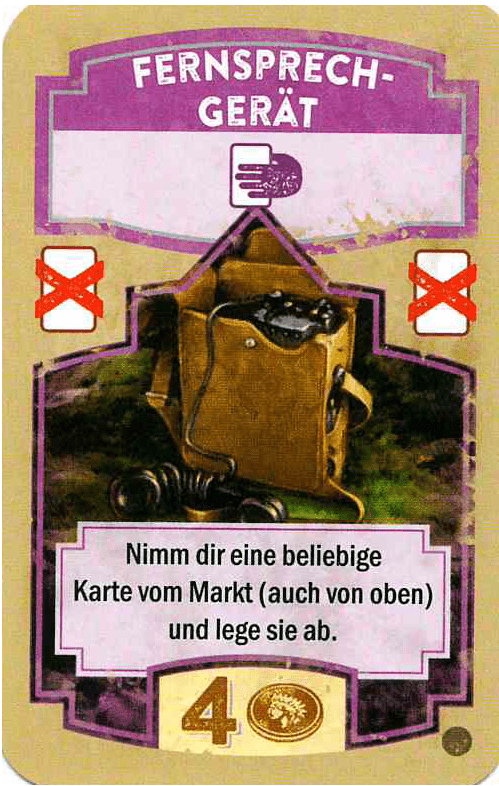 FERNSPRECH-
GERÄT
Nimm dir eine beliebige
Karte vom Markt (auch von oben)
und lege sie ab.
4